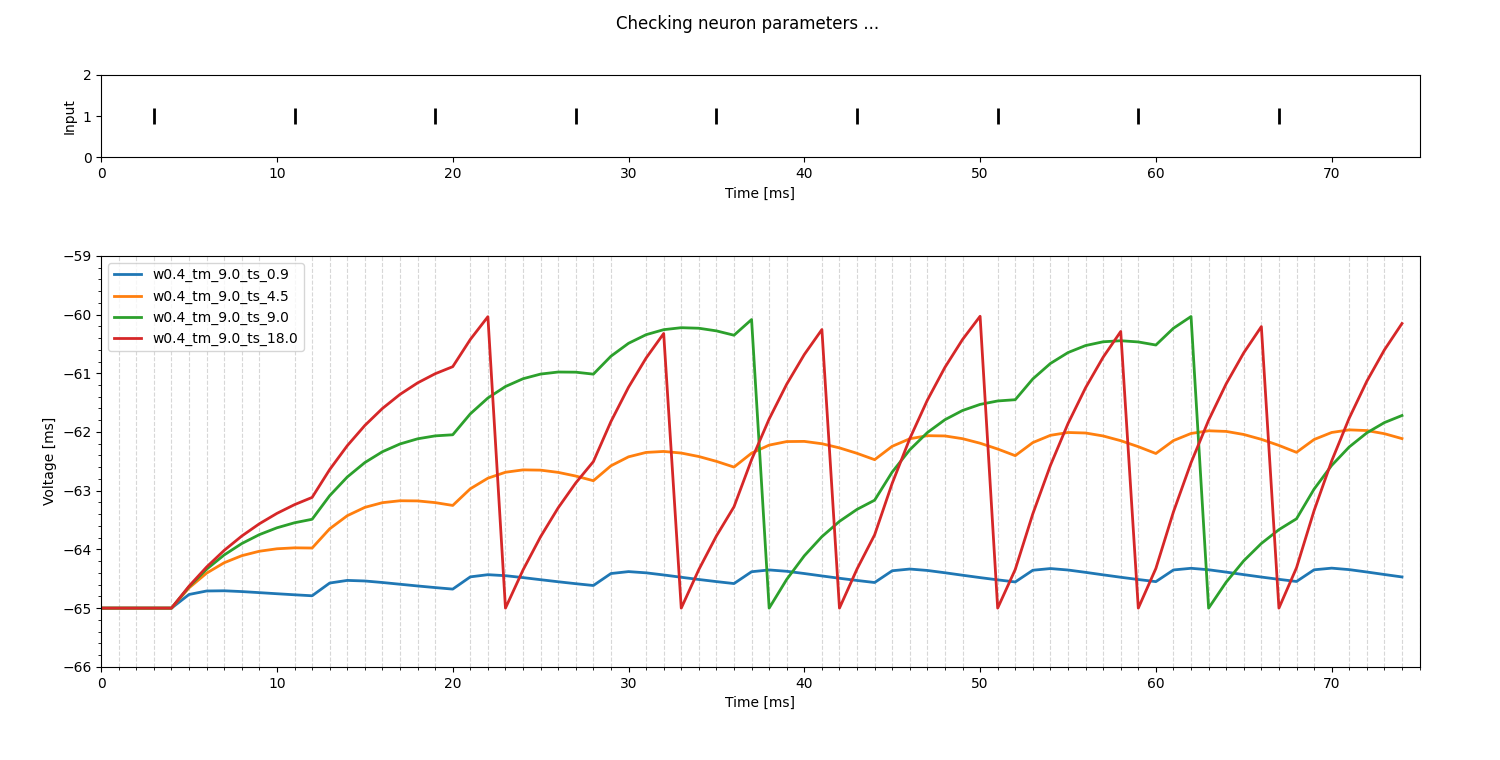 Checking neuron parameters ...
2
1
0
Input
0 10 20 30 40 50 60 70
Time [ms]
−59
−60
−61
−62
−63
−64
−65
−66
Voltage [ms]
w0.4_tm_9.0_ts_0.9
w0.4_tm_9.0_ts_4.5
w0.4_tm_9.0_ts_9.0
w0.4_tm_9.0_ts_18.0
0 10 20 30 40 50 60 70
Time [ms]